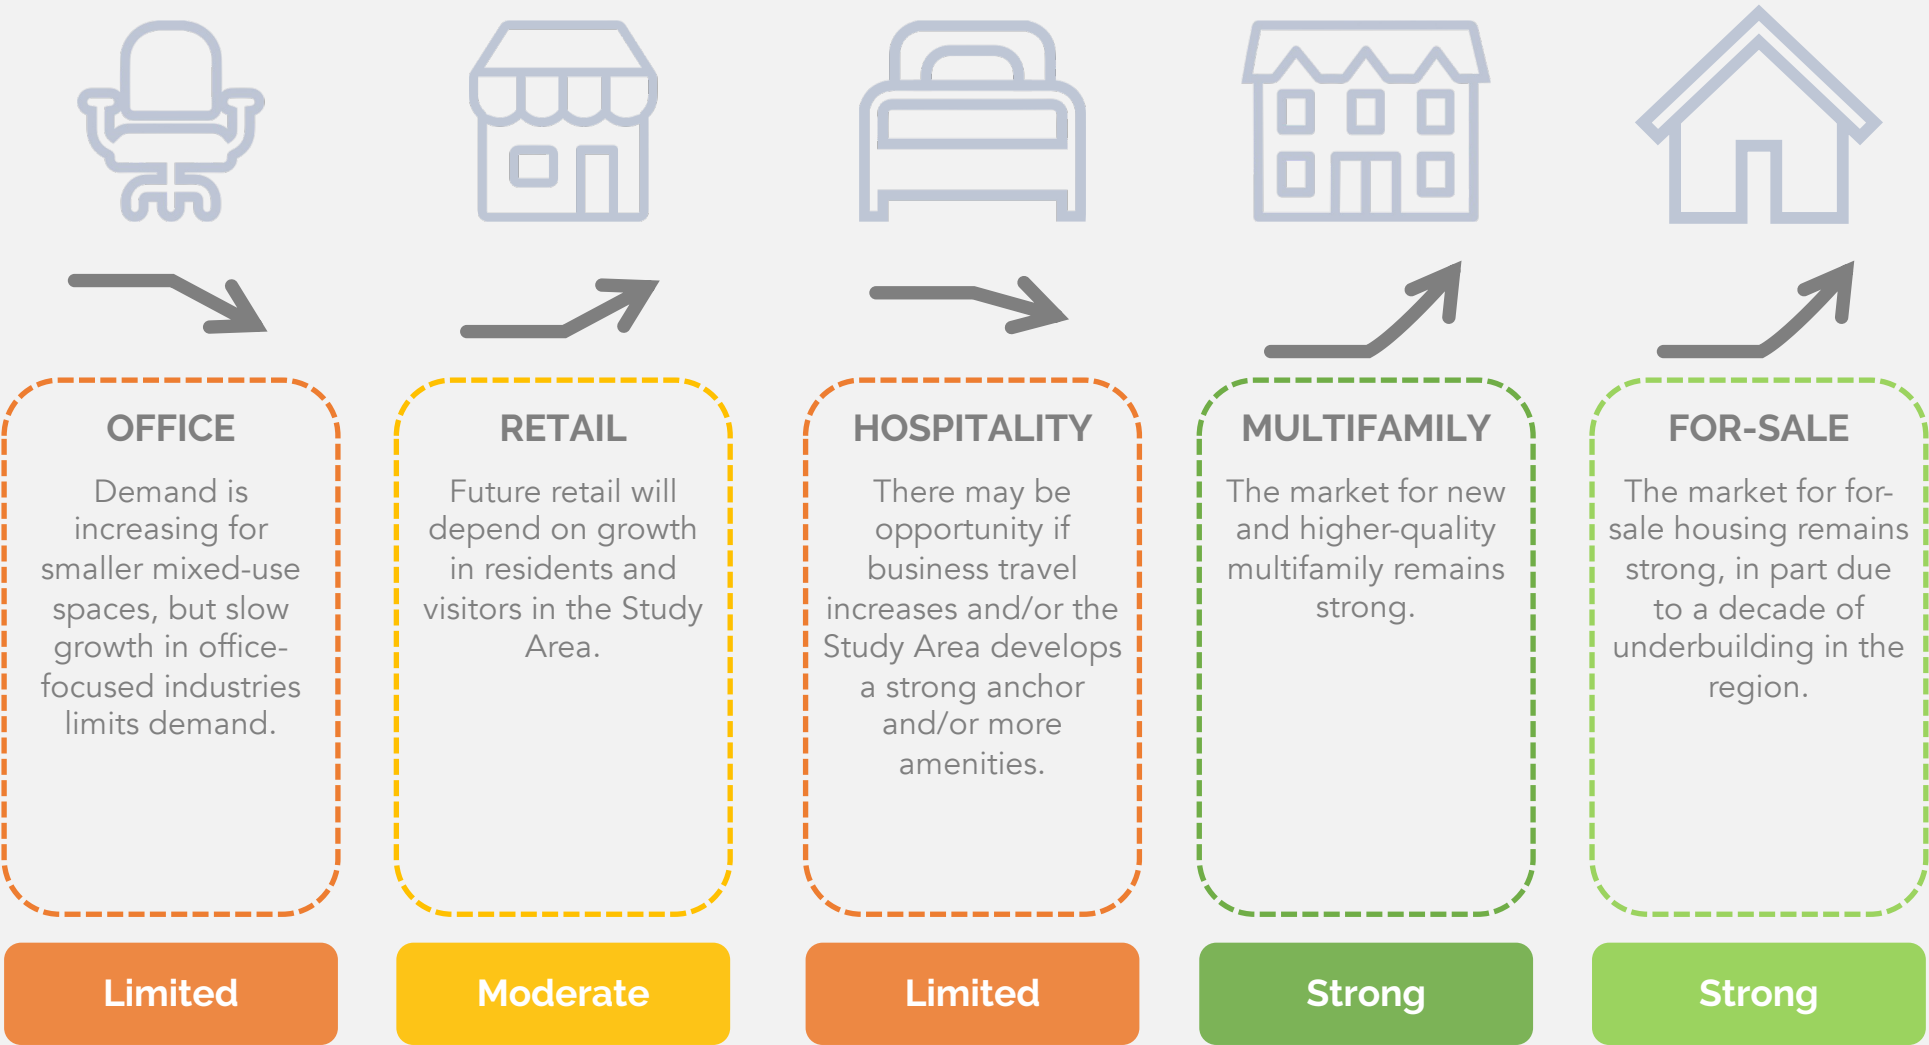 OFFICE
Demand is
increasing for
smaller mixed-use
spaces, but slow
growth in office-
focused industries
limits demand.
Limited
RETAIL
Future retail will
depend on growth
in residents and
visitors in the Study
Area.
Moderate
HOSPITALITY
There may be
opportunity if
business travel
increases and/or the
Study Area develops
a strong anchor
and/or more
amenities.
Limited
MULTIFAMILY
The market for new
and higher-quality
multifamily remains
strong.
Strong
FOR-SALE
The market for for-
sale housing remains
strong, in part due
to a decade of
underbuilding in the
region.
Strong